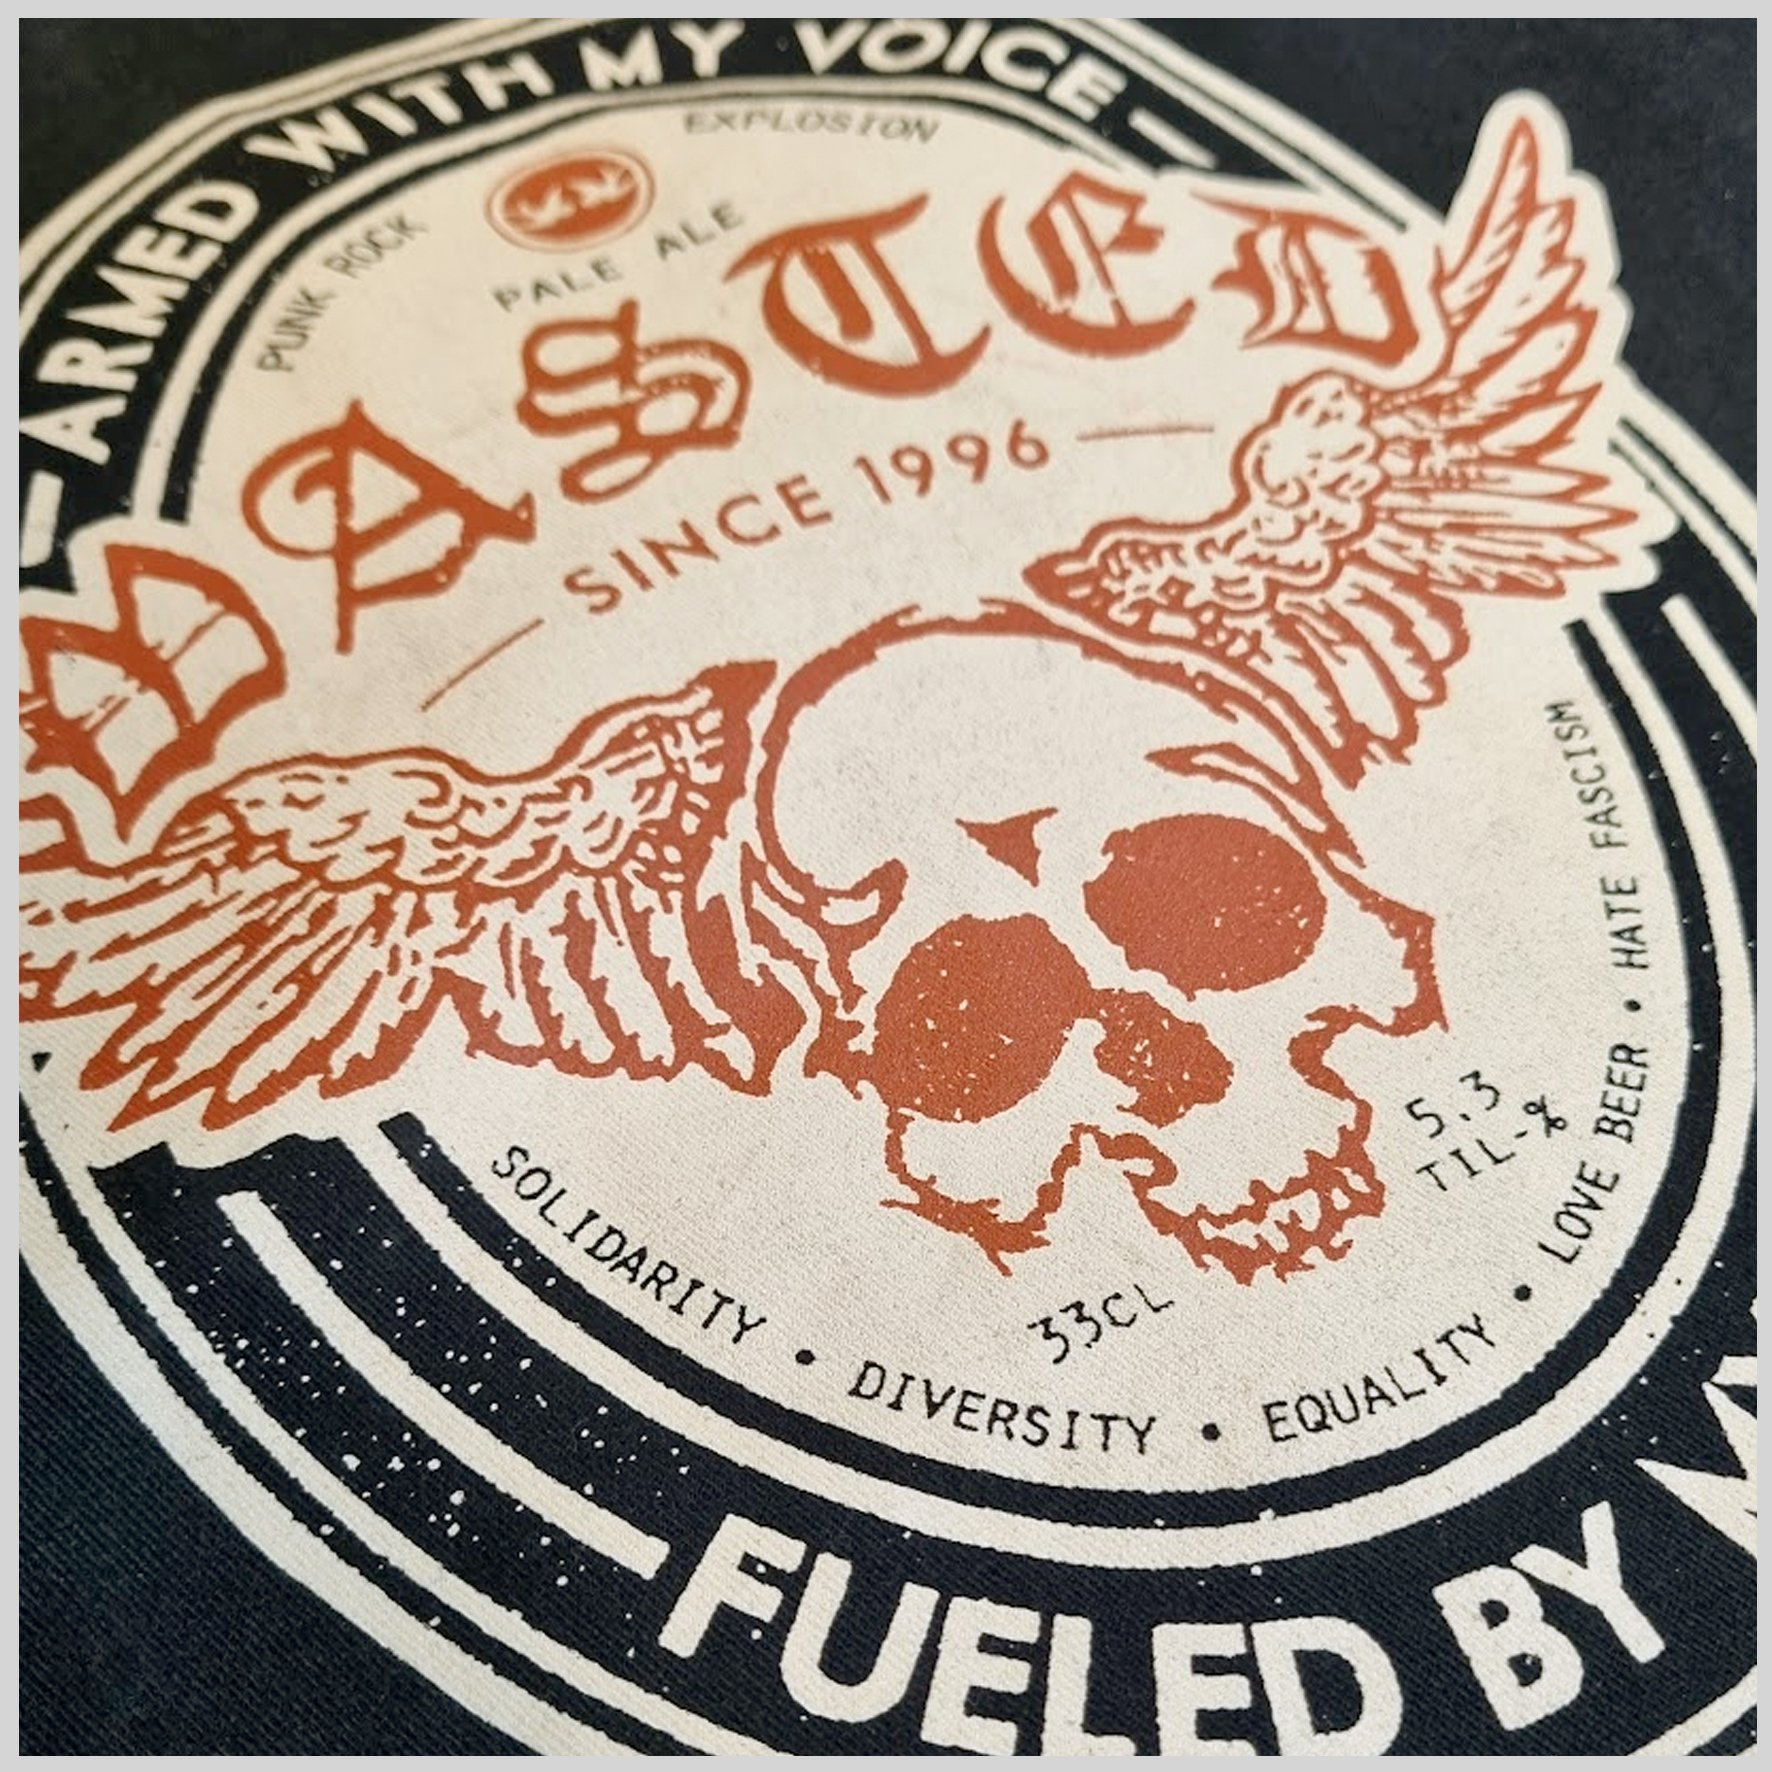 – ARMED WITH MY VOICE –
PUNK ROCK
EXPLOSION
PALE ALE
WASTED
— SINCE 1996 —
5.3
TIL-%
33CL
SOLIDARITY • DIVERSITY • EQUALITY • LOVE BEER • HATE FASCISM
— FUELED BY